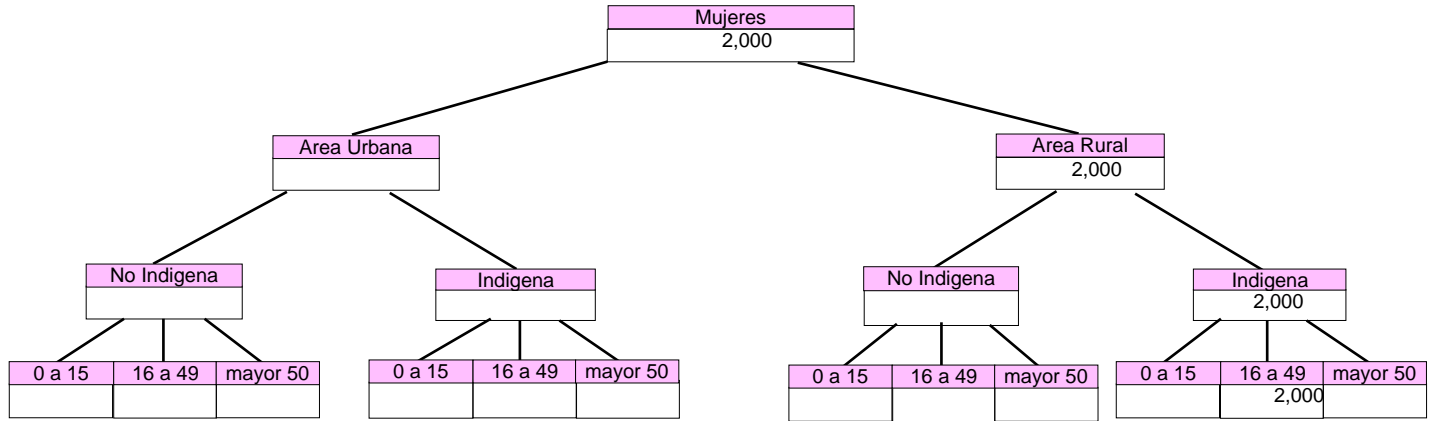 Mujeres
2,000
Area Urbana
Area Rural
2,000
No Indigena
Indigena
No Indigena
Indigena
2,000
0 a 15 16 a 49 mayor 50
0 a 15 16 a 49 mayor 50
0 a 15 16 a 49 mayor 50
0 a 15 16 a 49 mayor 50
2,000